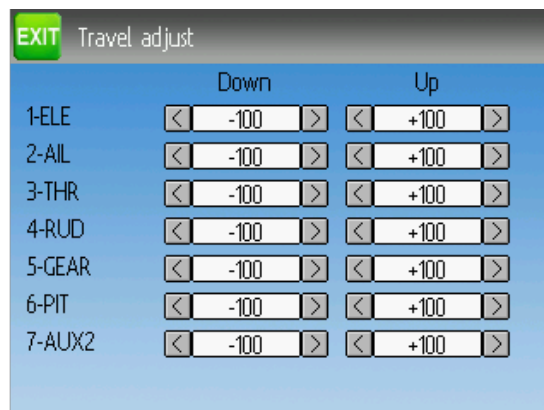 EXIT Travel adjust
Down Up
1-ELE < -100 > < +100 >
2-AIL < -100 > < +100 >
3-THR < -100 > < +100 >
4-RUD < -100 > < +100 >
5-GEAR < -100 > < +100 >
6-PIT < -100 > < +100 >
7-AUX2 < -100 > < +100 >